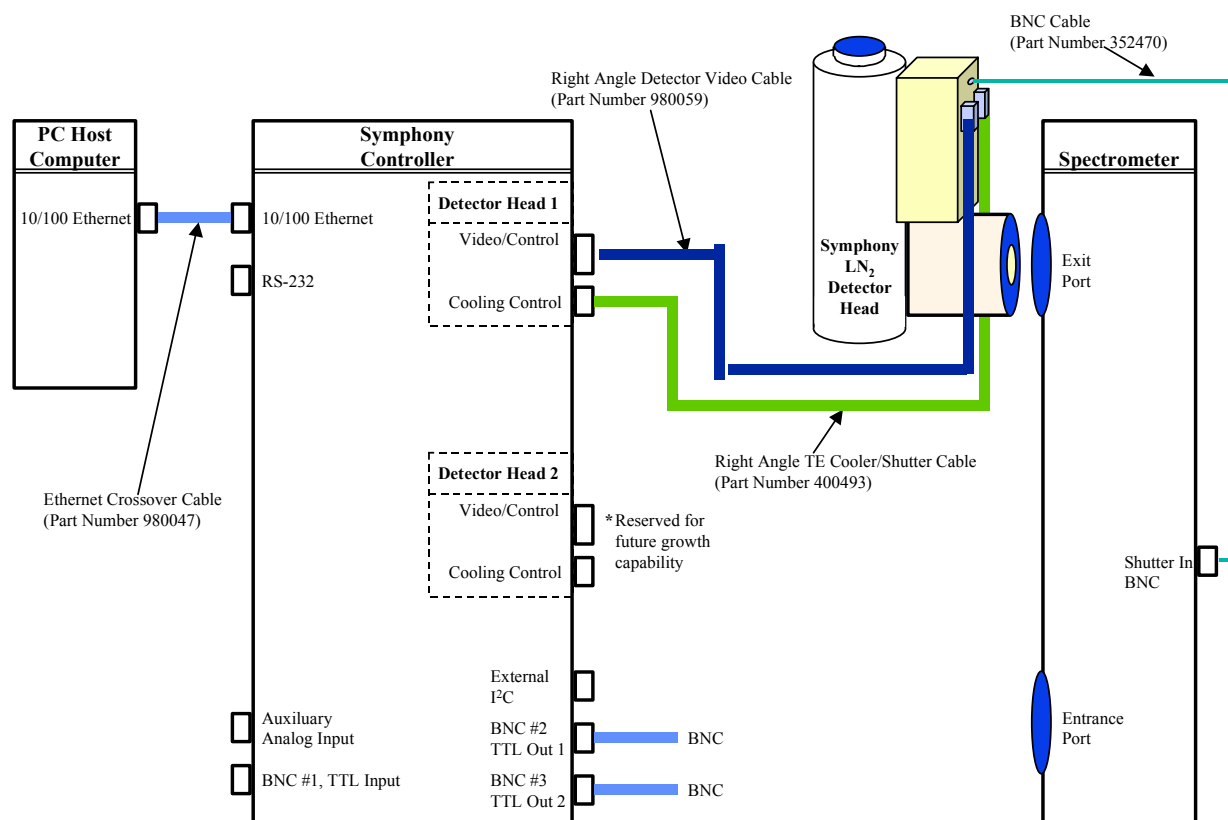 BNC Cable
(Part Number 352470)
Right Angle Detector Video Cable
(Part Number 980059)
PC Host
Computer
10/100 Ethernet
Symphony
Controller
10/100 Ethernet
RS-232
Detector Head 1
Video/Control
Cooling Control
Symphony
LN2
Detector
Head
Spectrometer
Exit
Port
Ethernet Crossover Cable
(Part Number 980047)
Right Angle TE Cooler/Shutter Cable
(Part Number 400493)
Detector Head 2
Video/Control
Cooling Control
*Reserved for
future growth
capability
Shutter In
BNC
External
I2C
Auxiluary
Analog Input
BNC #1, TTL Input
BNC #2
TTL Out 1
BNC
BNC #3
TTL Out 2
BNC
Entrance
Port